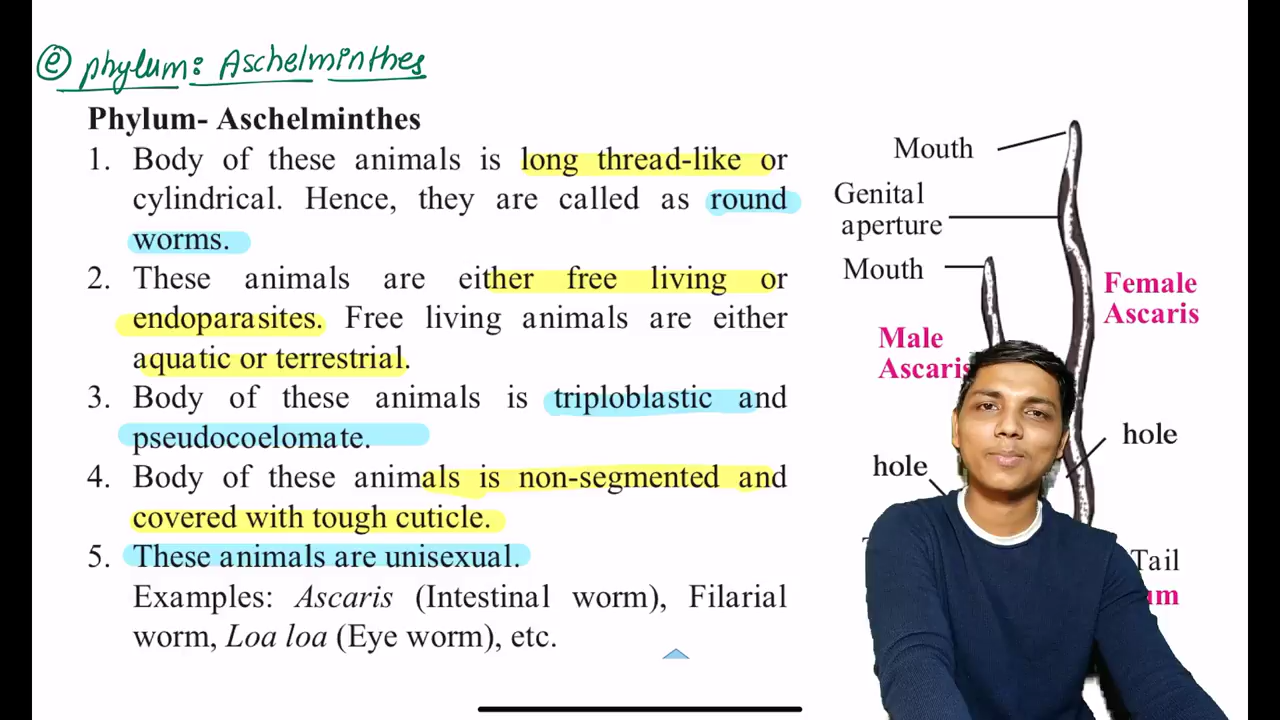 ⓔ phylum: Aschelminthes
Phylum- Aschelminthes
1. Body of these animals is long thread-like or
cylindrical. Hence, they are called as round
worms.
2. These animals are either free living or
endoparasites. Free living animals are either
aquatic or terrestrial.
3. Body of these animals is triploblastic and
pseudocoelomate.
4. Body of these animals is non-segmented and
covered with tough cuticle.
5. These animals are unisexual.
Examples: Ascaris (Intestinal worm), Filarial
worm, Loa loa (Eye worm), etc.
Mouth
Genital
aperture
Mouth
Female
Ascaris
Male
Ascaris
hole
hole
Tail